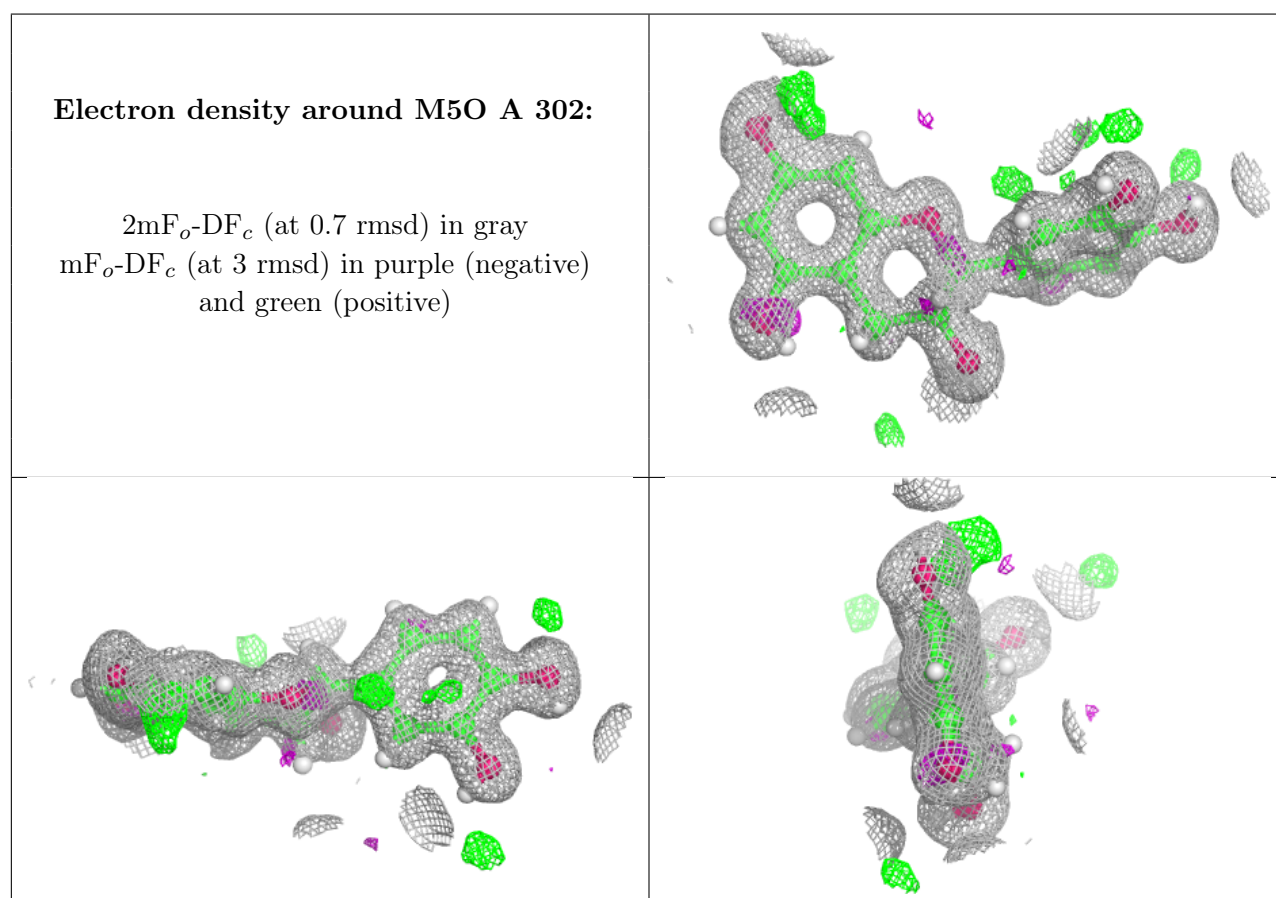 Electron density around M5O A 302:
2mFo-DFc (at 0.7 rmsd) in gray
mFo-DFc (at 3 rmsd) in purple (negative)
and green (positive)